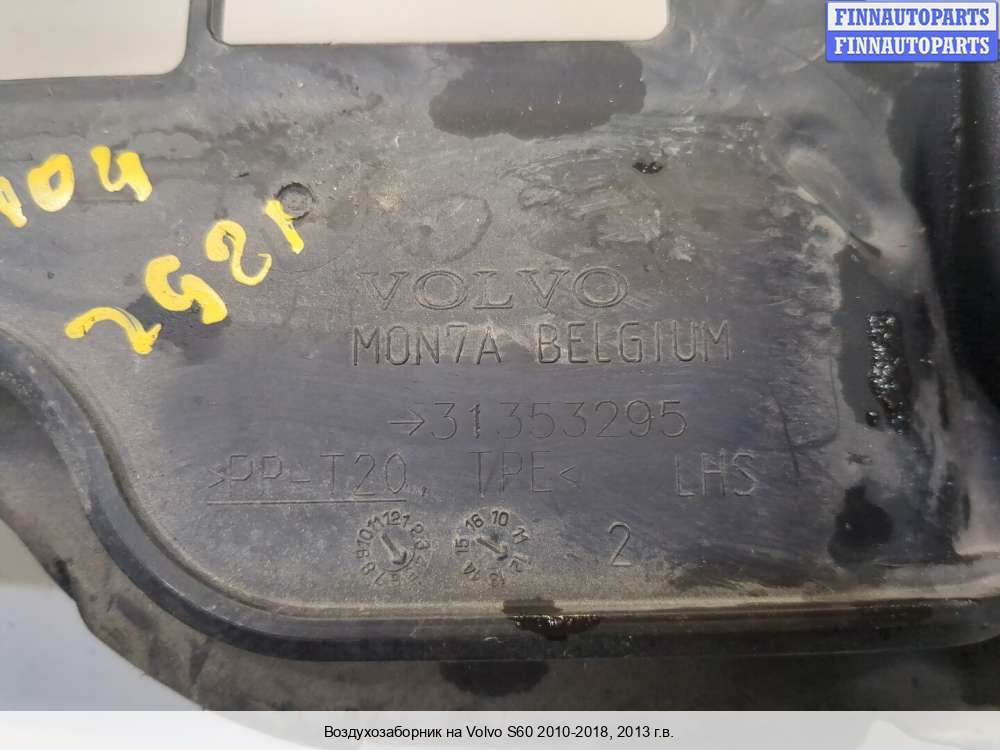 FINNAUTOPARTS
FINNAUTOPARTS
104
2521
VOLVO
MON7A BELGIUM
→31353295
>PP-T20, TPE< LHS
2
Воздухозаборник на Volvo S60 2010-2018, 2013 г.в.